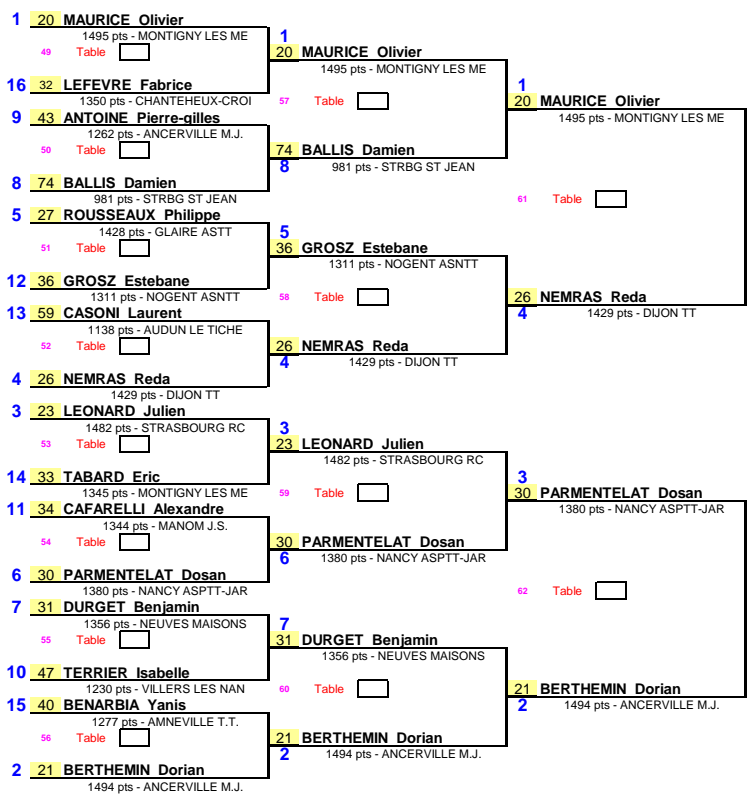 1 20 MAURICE Olivier
1495 pts - MONTIGNY LES ME
49 Table
16 32 LEFEVRE Fabrice
1350 pts - CHANTEHEUX-CROI
9 43 ANTOINE Pierre-gilles
1262 pts - ANCERVILLE M.J.
50 Table
8 74 BALLIS Damien
981 pts - STRBG ST JEAN
5 27 ROUSSEAUX Philippe
1428 pts - GLAIRE ASTT
51 Table
12 36 GROSZ Estebane
1311 pts - NOGENT ASNTT
13 59 CASONI Laurent
1138 pts - AUDUN LE TICHE
52 Table
4 26 NEMRAS Reda
1429 pts - DIJON TT
3 23 LEONARD Julien
1482 pts - STRASBOURG RC
53 Table
14 33 TABARD Eric
1345 pts - MONTIGNY LES ME
11 34 CAFARELLI Alexandre
1344 pts - MANOM J.S.
54 Table
6 30 PARMENTELAT Dosan
1380 pts - NANCY ASPTT-JAR
7 31 DURGET Benjamin
1356 pts - NEUVES MAISONS
55 Table
10 47 TERRIER Isabelle
1230 pts - VILLERS LES NAN
15 40 BENARBIA Yanis
1277 pts - AMNEVILLE T.T.
56 Table
2 21 BERTHEMIN Dorian
1494 pts - ANCERVILLE M.J.
1
20 MAURICE Olivier
1495 pts - MONTIGNY LES ME
57 Table
74 BALLIS Damien
8 981 pts - STRBG ST JEAN
5
36 GROSZ Estebane
1311 pts - NOGENT ASNTT
58 Table
26 NEMRAS Reda
4 1429 pts - DIJON TT
3
23 LEONARD Julien
1482 pts - STRASBOURG RC
59 Table
30 PARMENTELAT Dosan
6 1380 pts - NANCY ASPTT-JAR
7
31 DURGET Benjamin
1356 pts - NEUVES MAISONS
60 Table
21 BERTHEMIN Dorian
2 1494 pts - ANCERVILLE M.J.
1
20 MAURICE Olivier
1495 pts - MONTIGNY LES ME
61 Table
26 NEMRAS Reda
4 1429 pts - DIJON TT
3
30 PARMENTELAT Dosan
1380 pts - NANCY ASPTT-JAR
62 Table
21 BERTHEMIN Dorian
2 1494 pts - ANCERVILLE M.J.